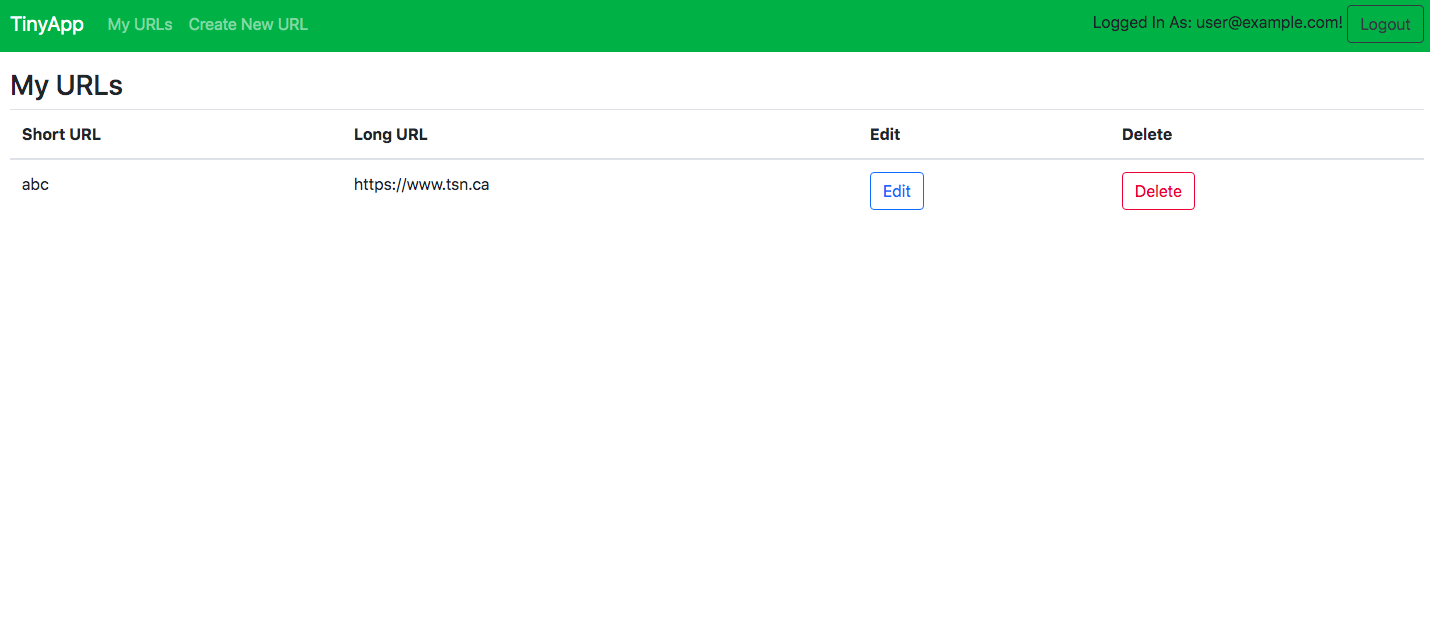 TinyApp My URLs Create New URL Logged In As: user@example.com! Logout
My URLs
Short URL Long URL Edit Delete
abc https://www.tsn.ca Edit Delete